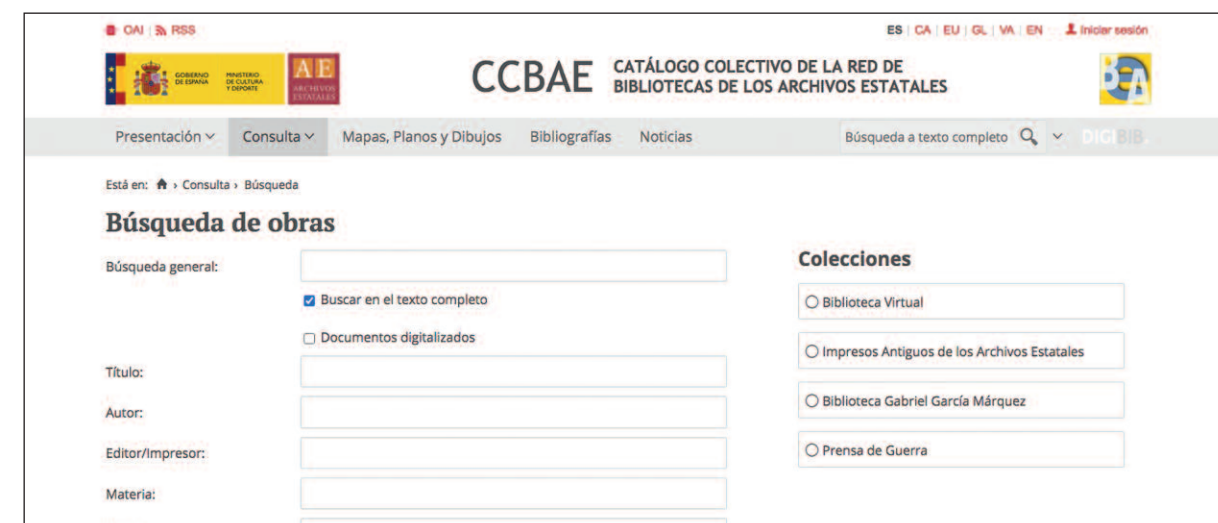 OAI | RSS
ES | CA | EU | GL | VA | EN Iniciar sesión
GOBIERNO DE ESPAÑA
MINISTERIO DE CULTURA Y DEPORTE
AE
ARCHIVOS ESTATALES
CCBAE
CATÁLOGO COLECTIVO DE LA RED DE
BIBLIOTECAS DE LOS ARCHIVOS ESTATALES
BEA
Presentación Consulta Mapas, Planos y Dibujos Bibliografías Noticias Búsqueda a texto completo DIGIBIB
Está en: › Consulta › Búsqueda
Búsqueda de obras
Búsqueda general:
Buscar en el texto completo
Documentos digitalizados
Título:
Autor:
Editor/Impresor:
Materia:
Colecciones
Biblioteca Virtual
Impresos Antiguos de los Archivos Estatales
Biblioteca Gabriel García Márquez
Prensa de Guerra